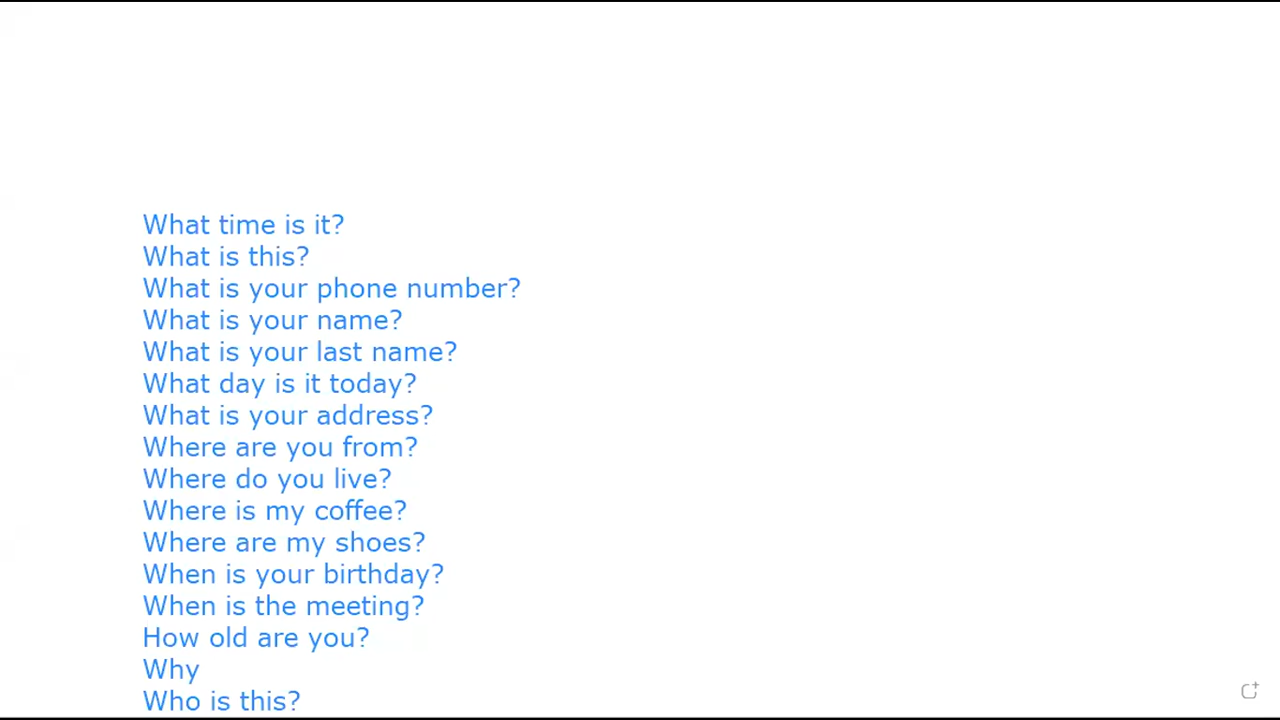 What time is it?
What is this?
What is your phone number?
What is your name?
What is your last name?
What day is it today?
What is your address?
Where are you from?
Where do you live?
Where is my coffee?
Where are my shoes?
When is your birthday?
When is the meeting?
How old are you?
Why
Who is this?